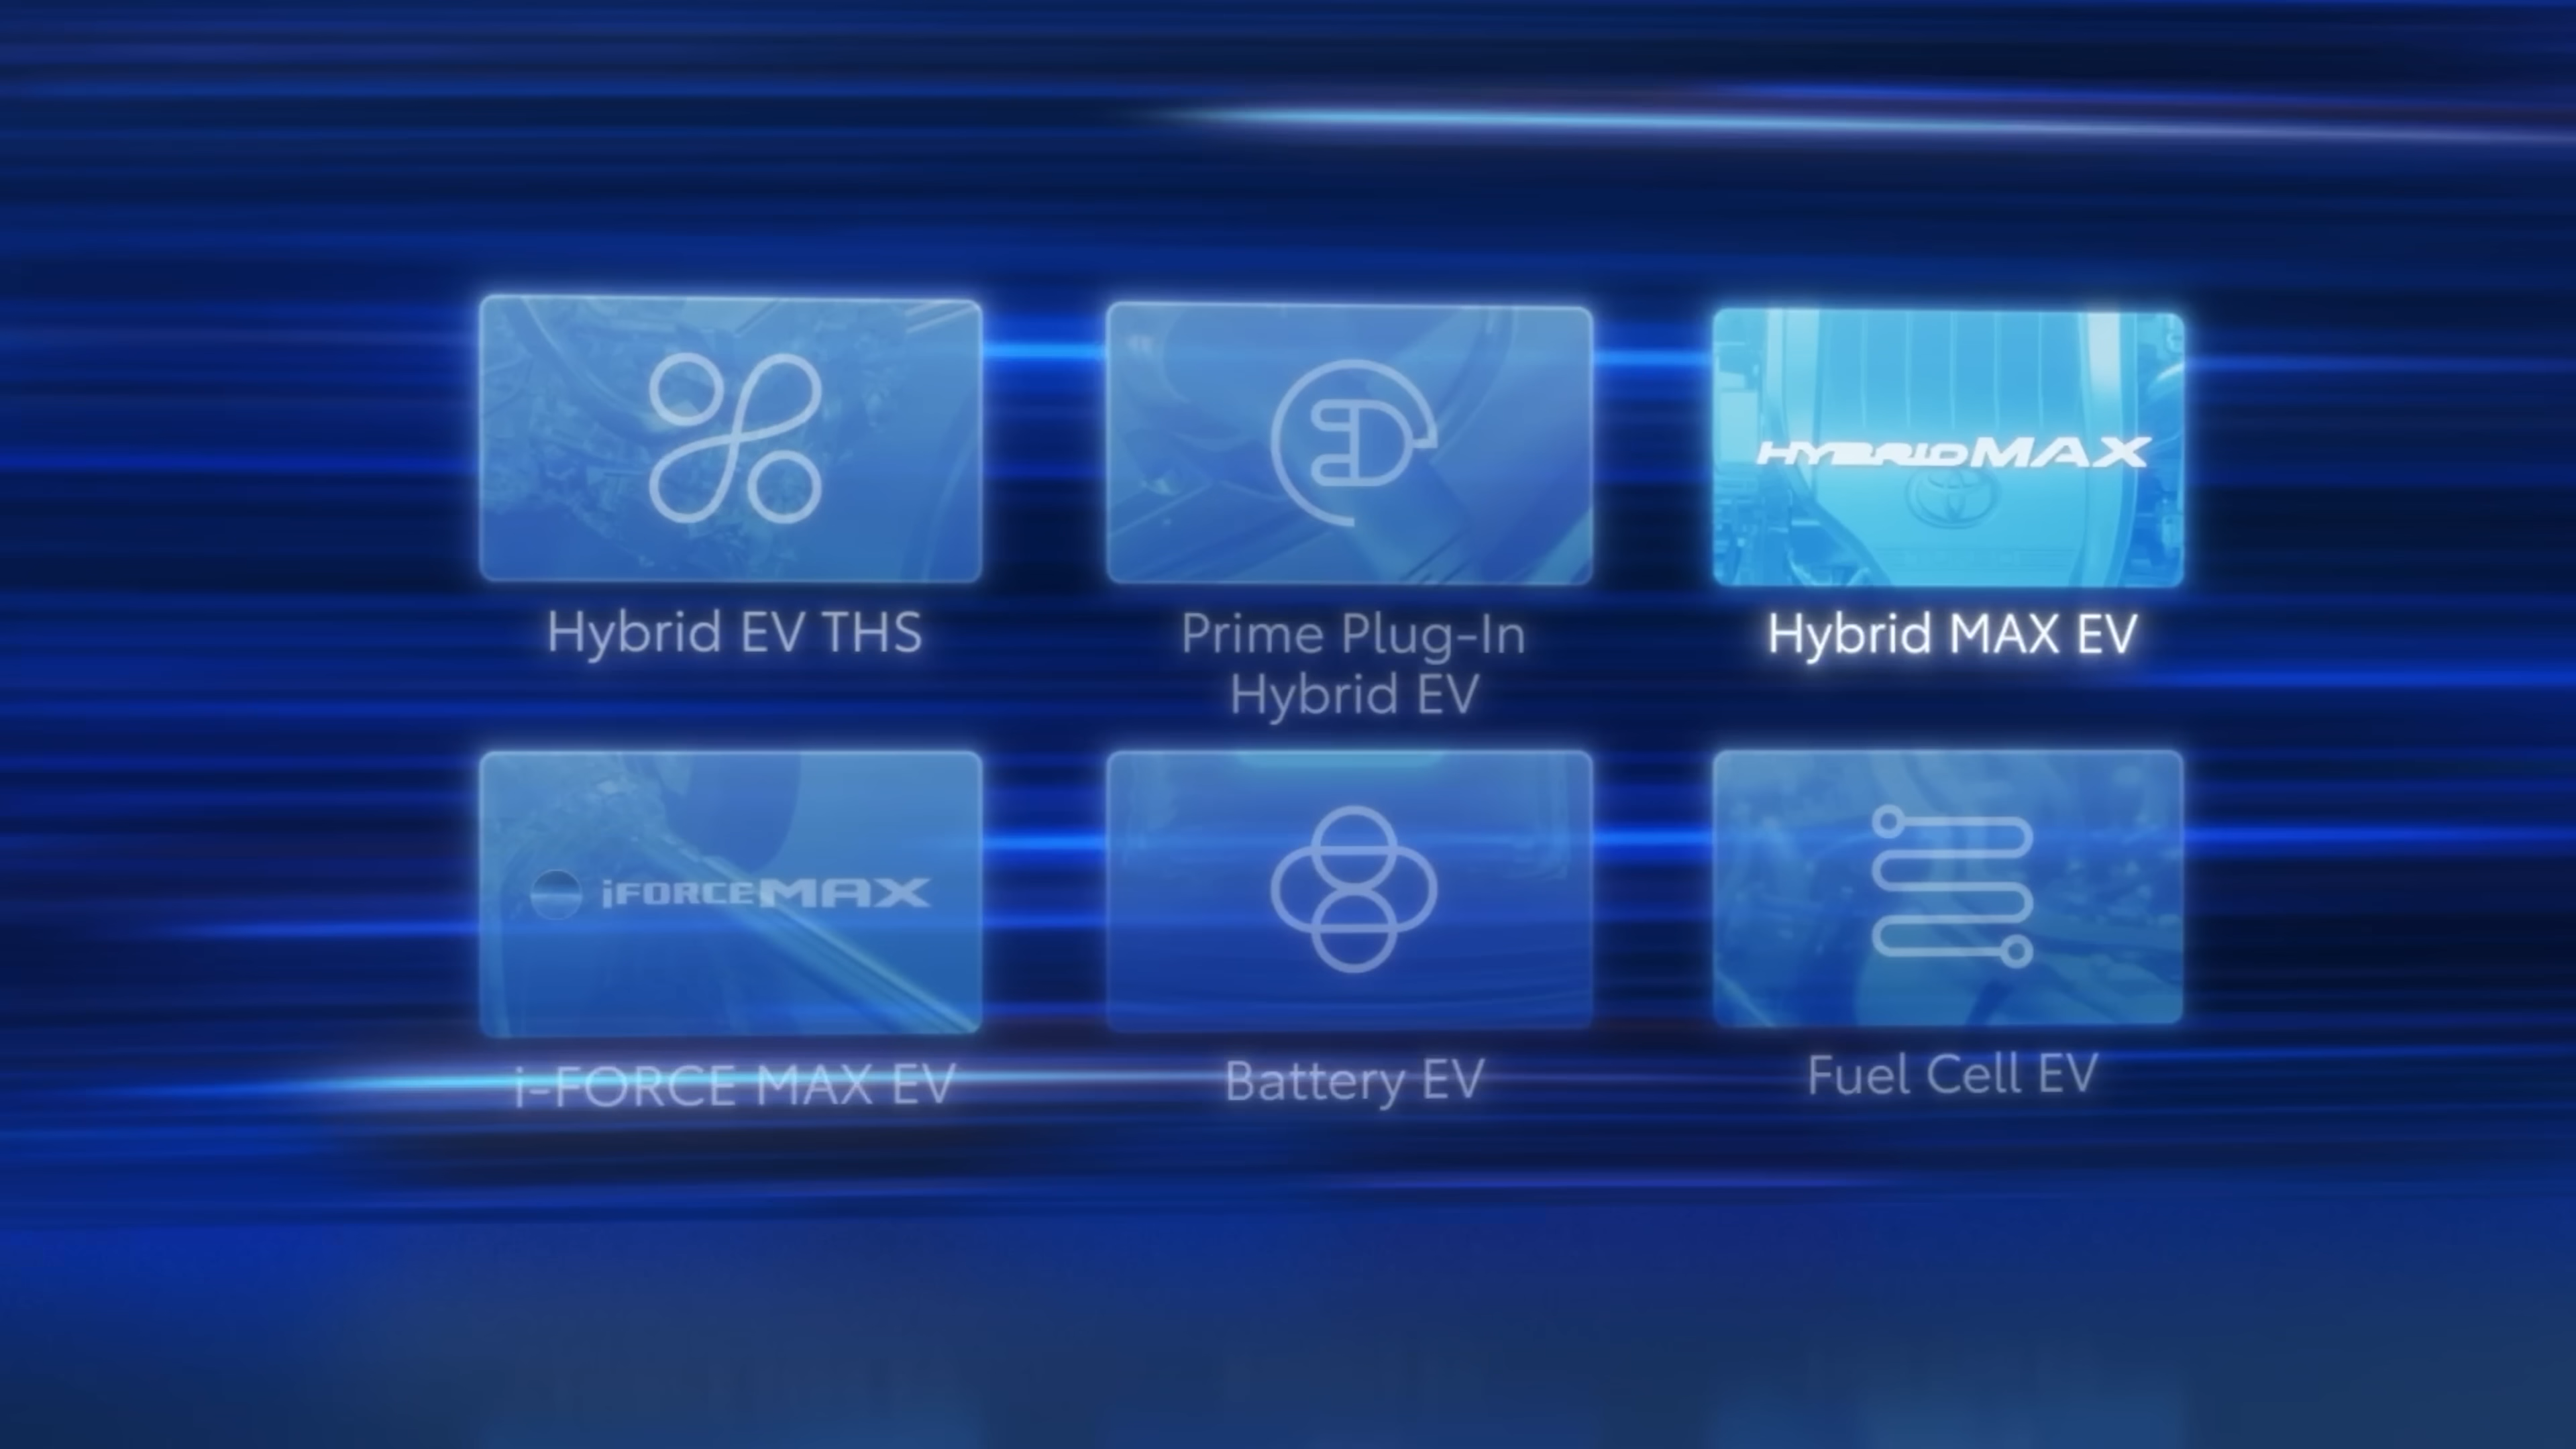 HYBRID MAX
Hybrid EV THS
Prime Plug-In
Hybrid EV
Hybrid MAX EV
iFORCE MAX
i-FORCE MAX EV
Battery EV
Fuel Cell EV